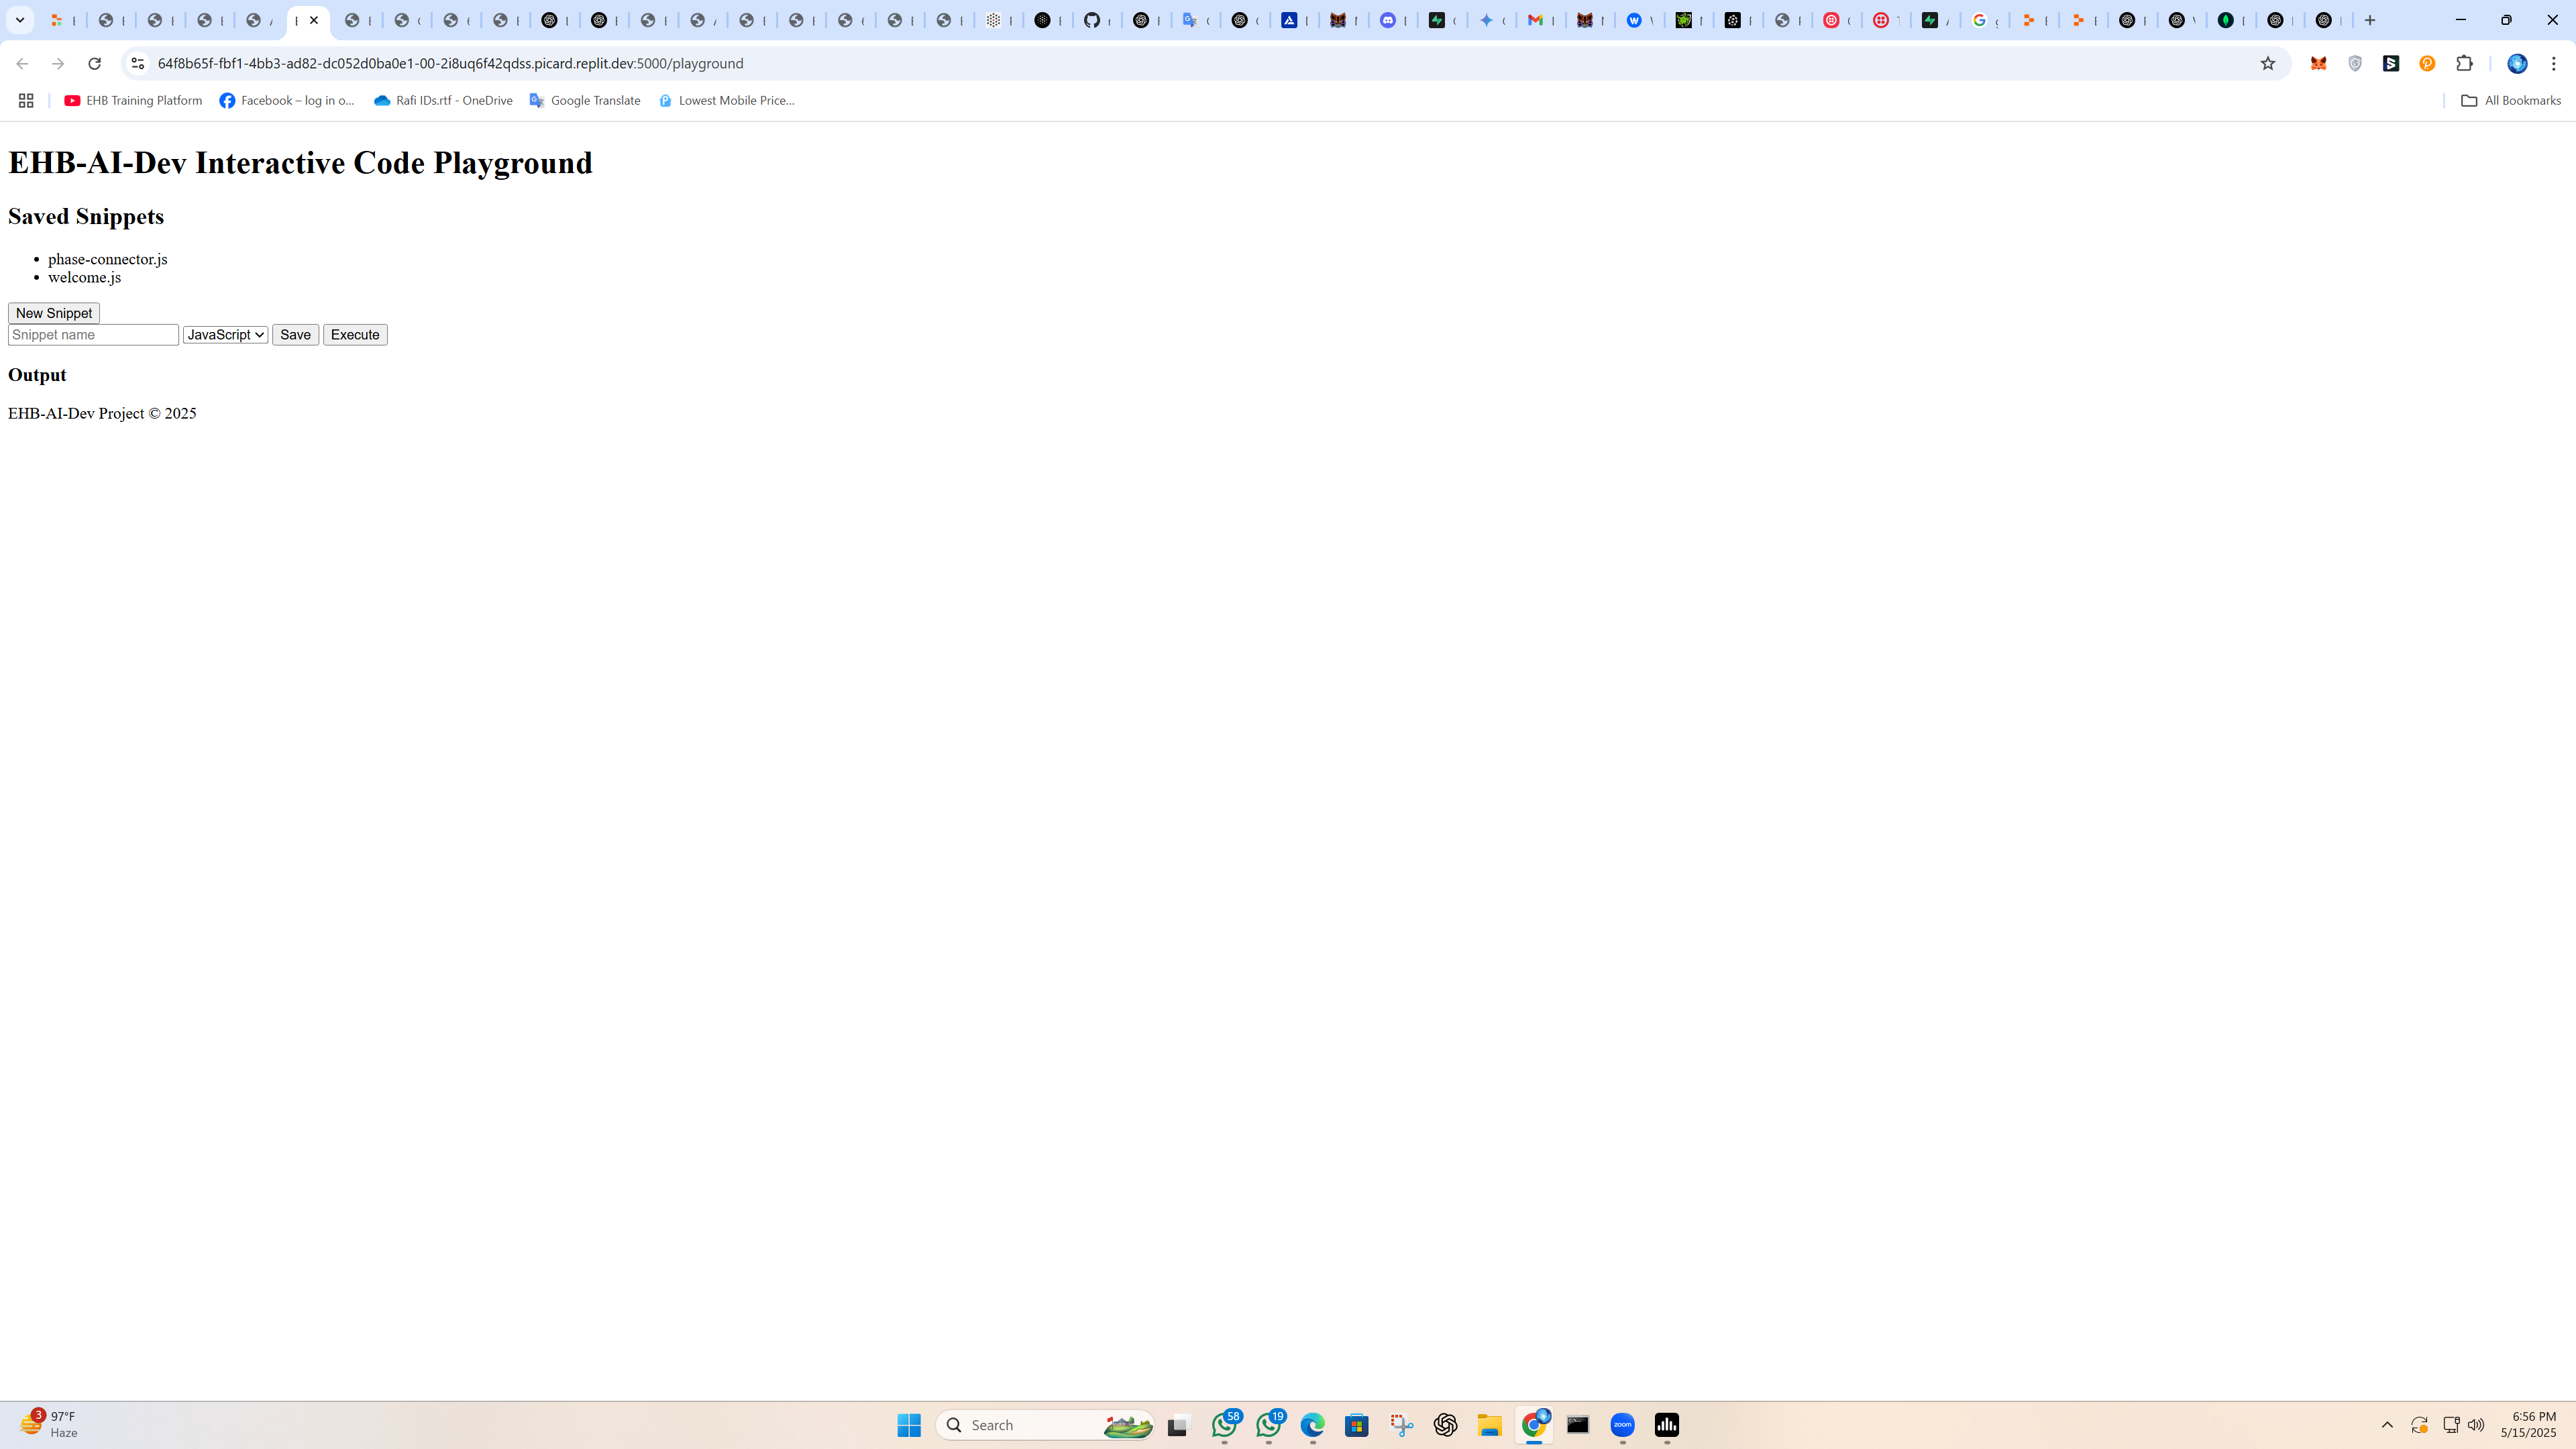 64f8b65f-fbf1-4bb3-ad82-dc052d0ba0e1-00-2i8uq6f42qdss.picard.replit.dev:5000/playground
EHB Training Platform
Facebook – log in o...
Rafi IDs.rtf - OneDrive
Google Translate
Lowest Mobile Price...
All Bookmarks
EHB-AI-Dev Interactive Code Playground
Saved Snippets
phase-connector.js
welcome.js
New Snippet
Snippet name
JavaScript
Save
Execute
Output
EHB-AI-Dev Project © 2025
3
97°F
Haze
Search
58
19
zoom
6:56 PM
5/15/2025